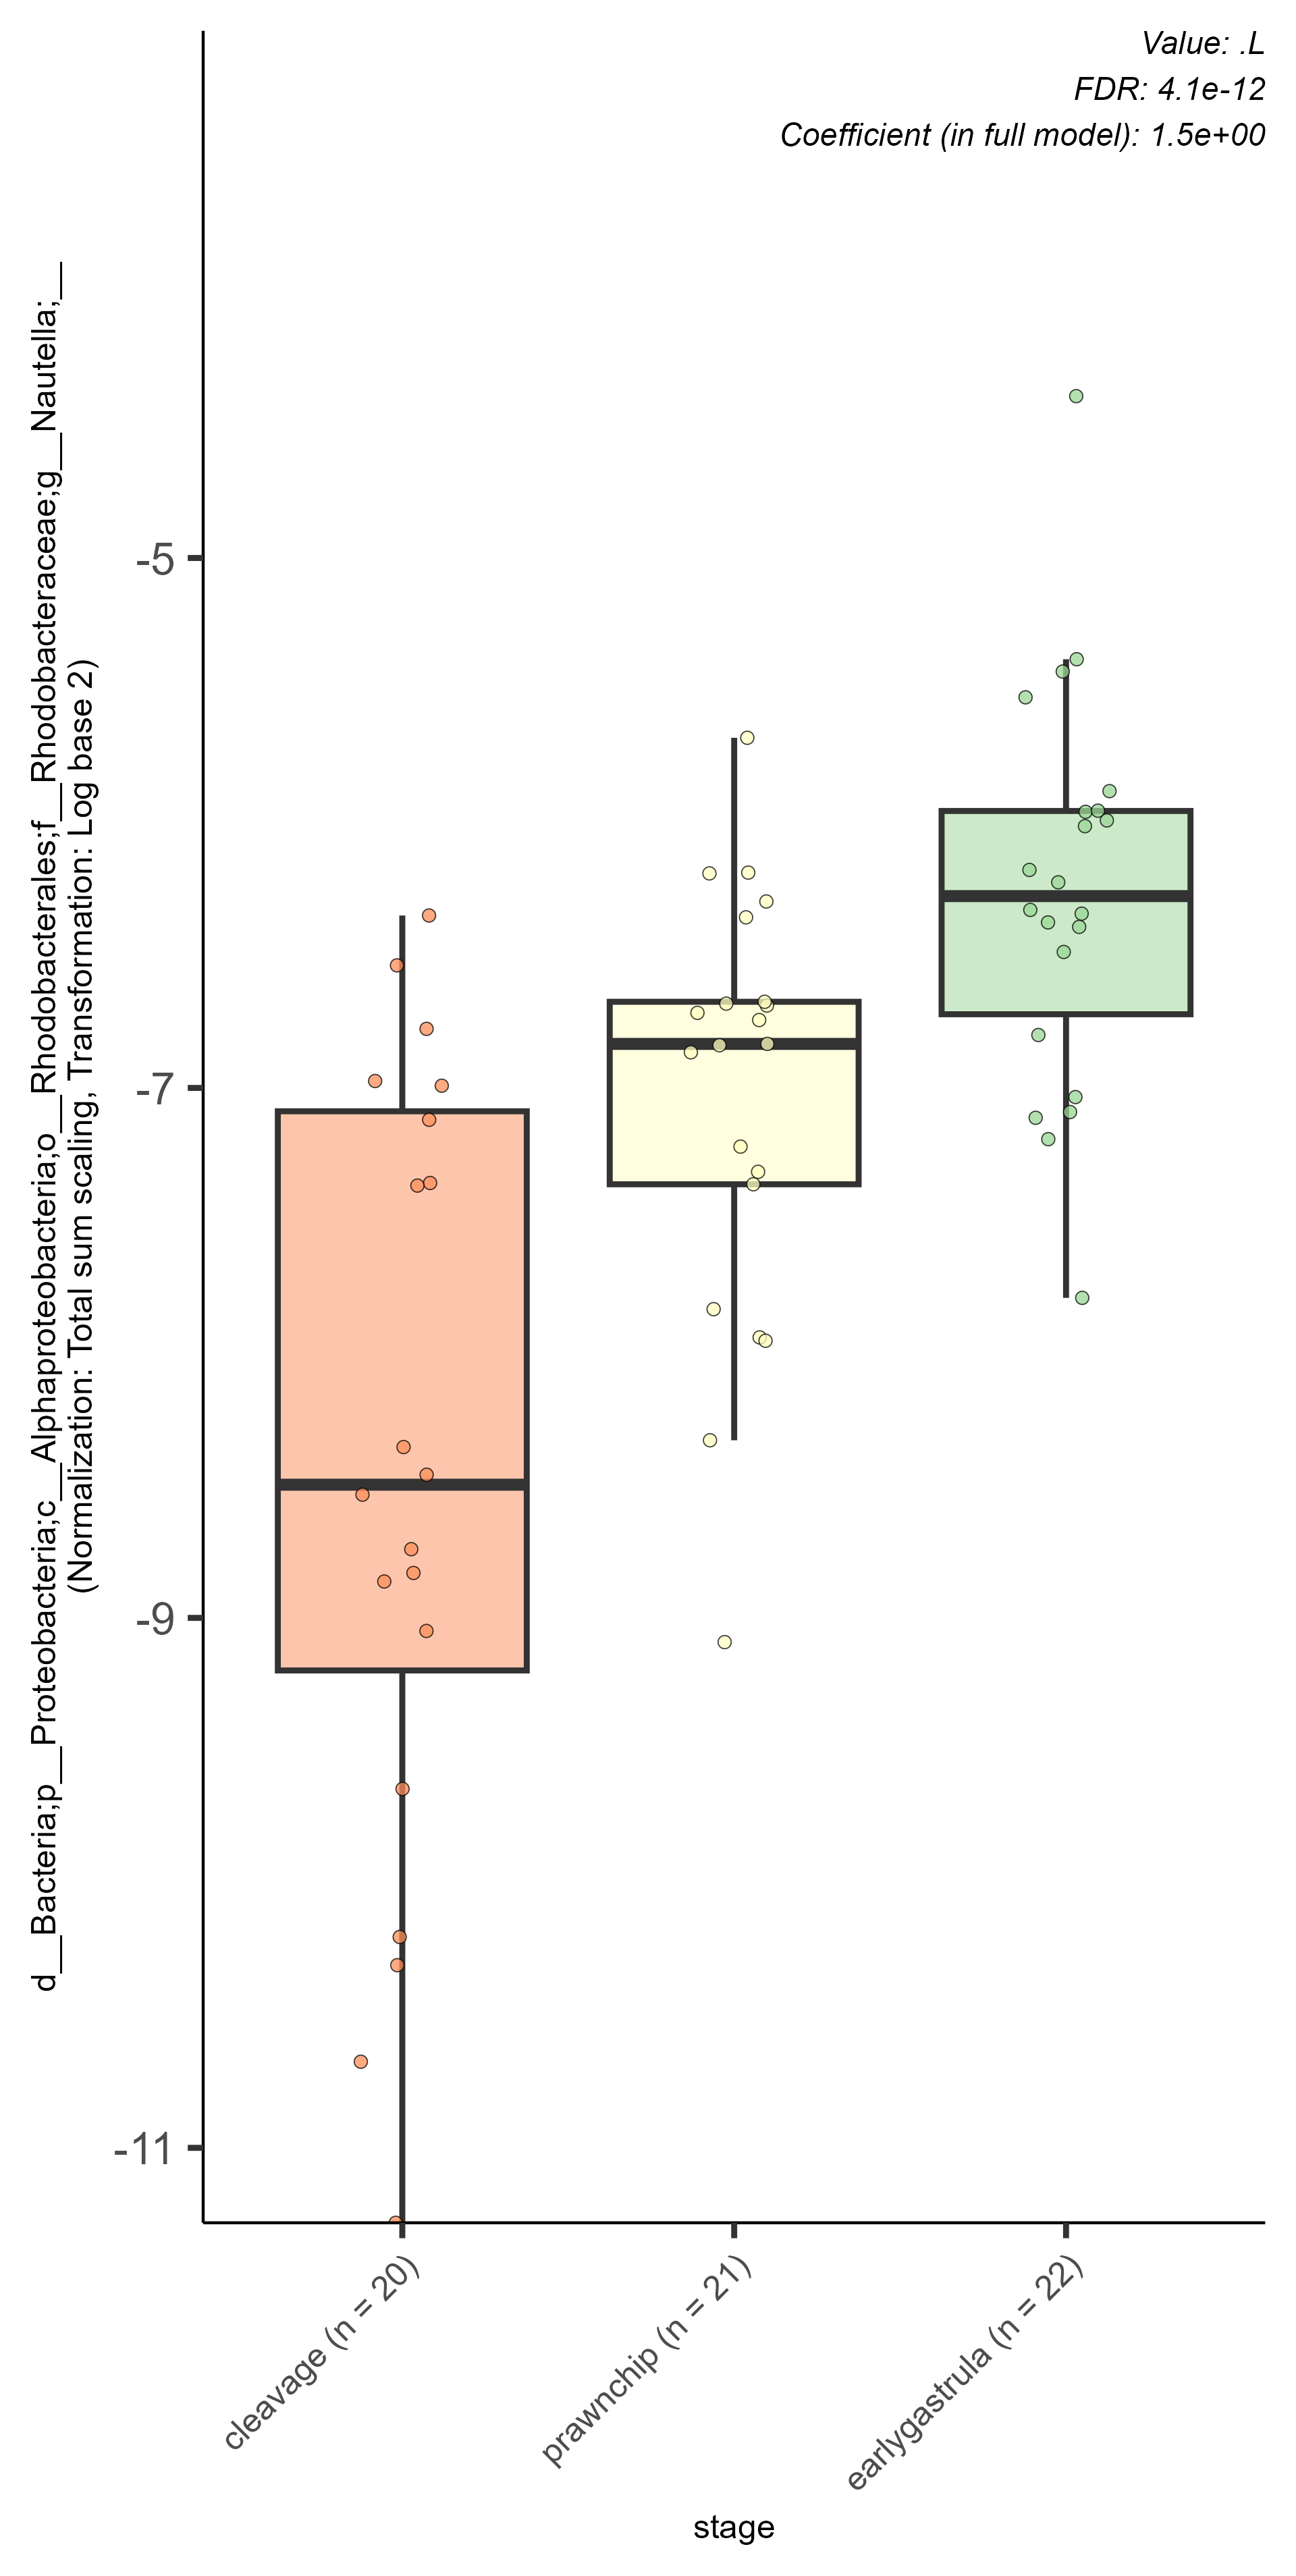 Value: .L
FDR: 4.1e-12
Coefficient (in full model): 1.5e+00
d__Bacteria;p__Proteobacteria;c__Alphaproteobacteria;o__Rhodobacterales;f__Rhodobacteraceae;g__Nautella;__
(Normalization: Total sum scaling, Transformation: Log base 2)
-5
-7
-9
-11
cleavage (n = 20)
prawnchip (n = 21)
earlygastrula (n = 22)
stage